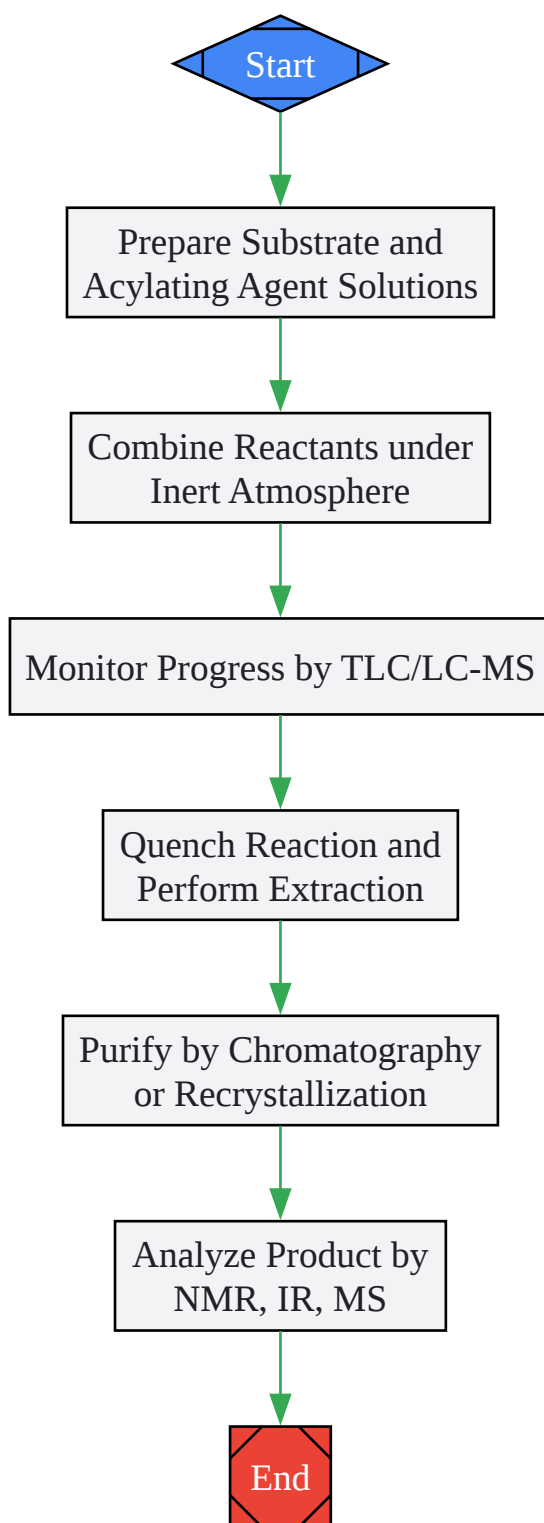 Start
Prepare Substrate and
Acylating Agent Solutions
Combine Reactants under
Inert Atmosphere
Monitor Progress by TLC/LC-MS
Quench Reaction and
Perform Extraction
Purify by Chromatography
or Recrystallization
Analyze Product by
NMR, IR, MS
End